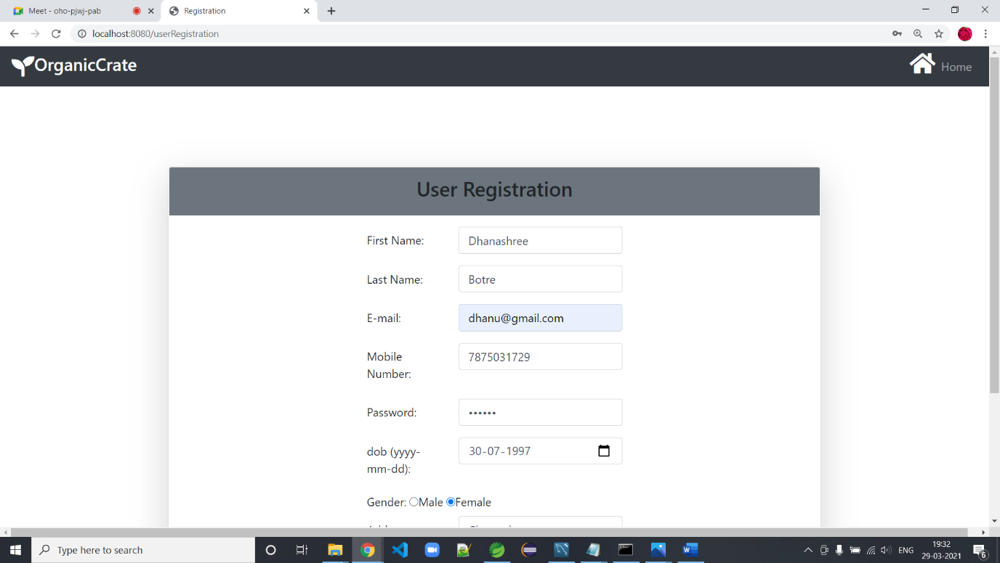 Meet - oho-pjwj-pab
Registration
localhost:8080/userRegistration
OrganicCrate
Home
User Registration
First Name:
Dhanashree
Last Name:
Botre
E-mail:
dhanu@gmail.com
Mobile
Number:
7875031729
Password:
••••••
dob (yyyy-
mm-dd):
30-07-1997
Gender: Male Female
Type here to search
ENG
19:32
29-03-2021
6